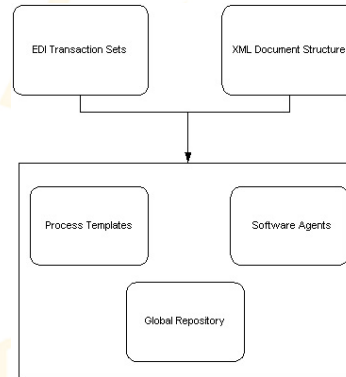 EDI Transaction Sets
XML Document Structure
Process Templates
Software Agents
Global Repository